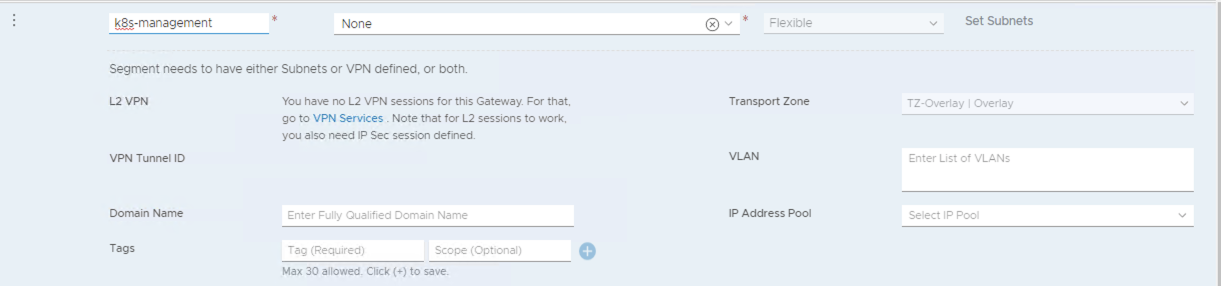 k8s-management * None * Flexible Set Subnets
Segment needs to have either Subnets or VPN defined, or both.
L2 VPN
You have no L2 VPN sessions for this Gateway. For that,
go to VPN Services . Note that for L2 sessions to work,
you also need IP Sec session defined.
Transport Zone
TZ-Overlay | Overlay
VPN Tunnel ID
VLAN
Enter List of VLANs
Domain Name
Enter Fully Qualified Domain Name
IP Address Pool
Select IP Pool
Tags
Tag (Required)
Scope (Optional)
Max 30 allowed. Click (+) to save.